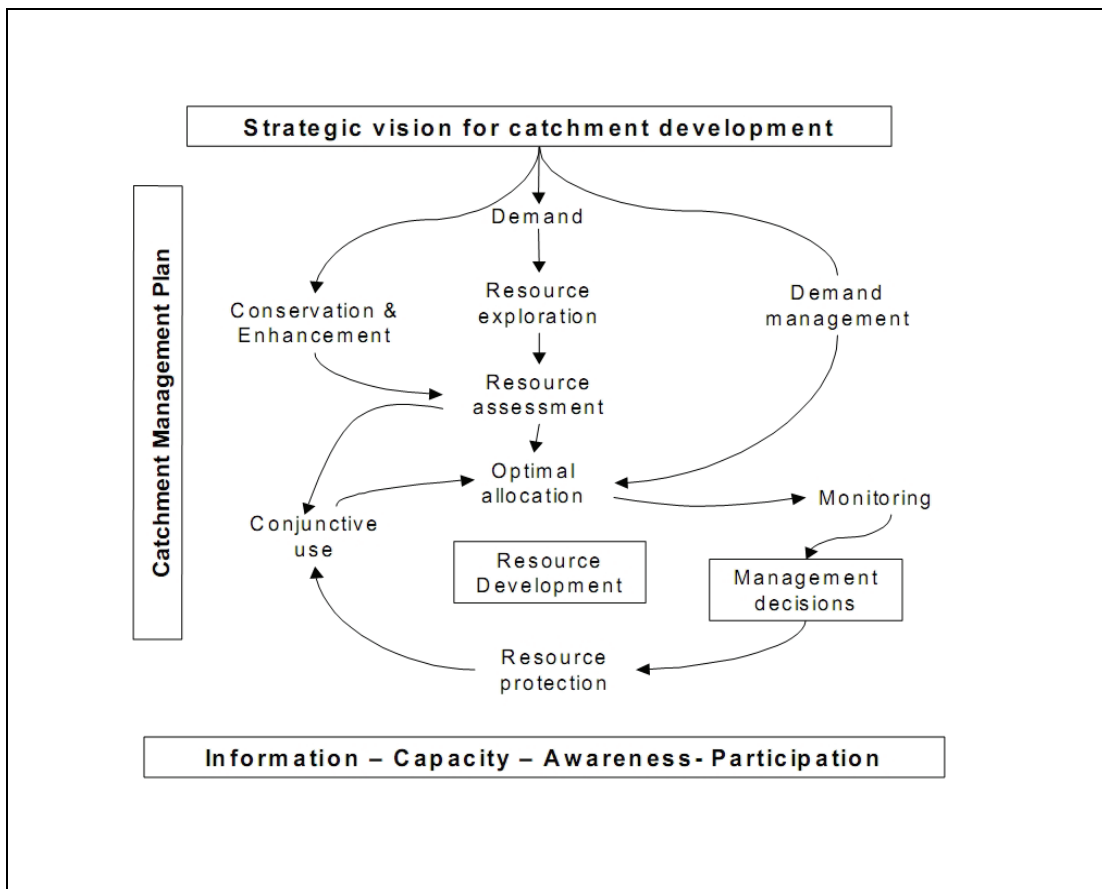 Strategic vision for catchment development
Catchment Management Plan
Demand
Conservation &
Enhancement
Resource
exploration
Demand
management
Resource
assessment
Optimal
allocation
Monitoring
Conjunctive
use
Resource
Development
Management
decisions
Resource
protection
Information – Capacity – Awareness- Participation